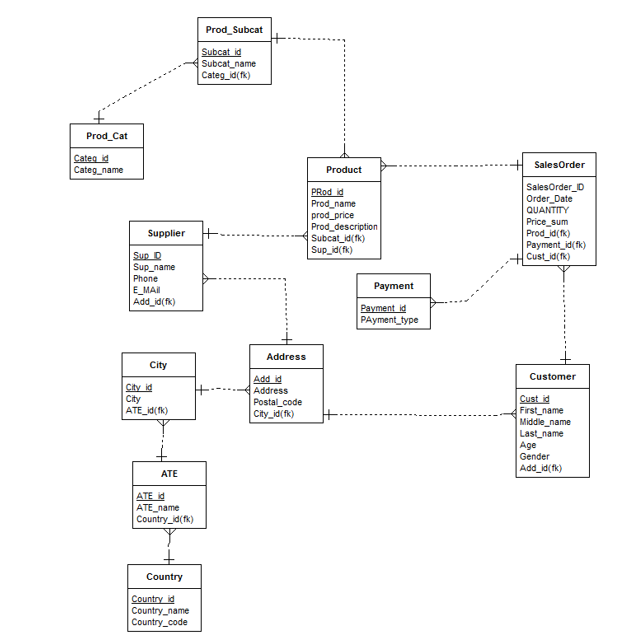 Prod_Subcat
Subcat_id
Subcat_name
Categ_id(fk)
Prod_Cat
Categ_id
Categ_name
Product
PRod_id
Prod_name
prod_price
Prod_description
Subcat_id(fk)
Sup_id(fk)
SalesOrder
SalesOrder_ID
Order_Date
QUANTITY
Price_sum
Prod_id(fk)
Payment_id(fk)
Cust_id(fk)
Supplier
Sup_ID
Sup_name
Phone
E_MAil
Add_id(fk)
Payment
Payment_id
PAyment_type
Address
Add_id
Address
Postal_code
City_id(fk)
City
City_id
City
ATE_id(fk)
Customer
Cust_id
First_name
Middle_name
Last_name
Age
Gender
Add_id(fk)
ATE
ATE_id
ATE_name
Country_id(fk)
Country
Country_id
Country_name
Country_code